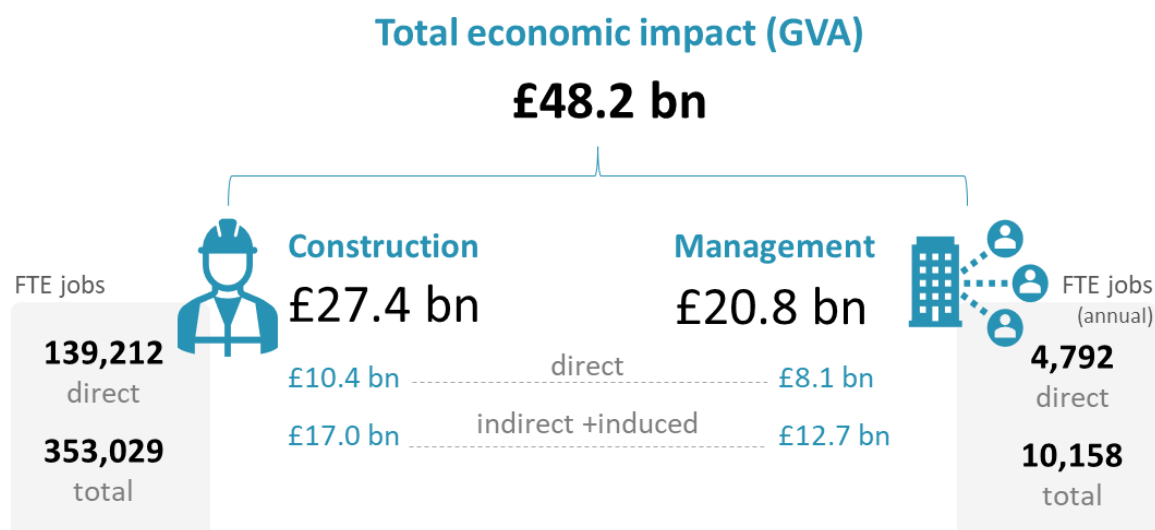 Total economic impact (GVA)
£48.2 bn
Construction
£27.4 bn
Management
£20.8 bn
FTE jobs
139,212
direct
353,029
total
£10.4 bn direct £8.1 bn
£17.0 bn indirect +induced £12.7 bn
FTE jobs
(annual)
4,792
direct
10,158
total